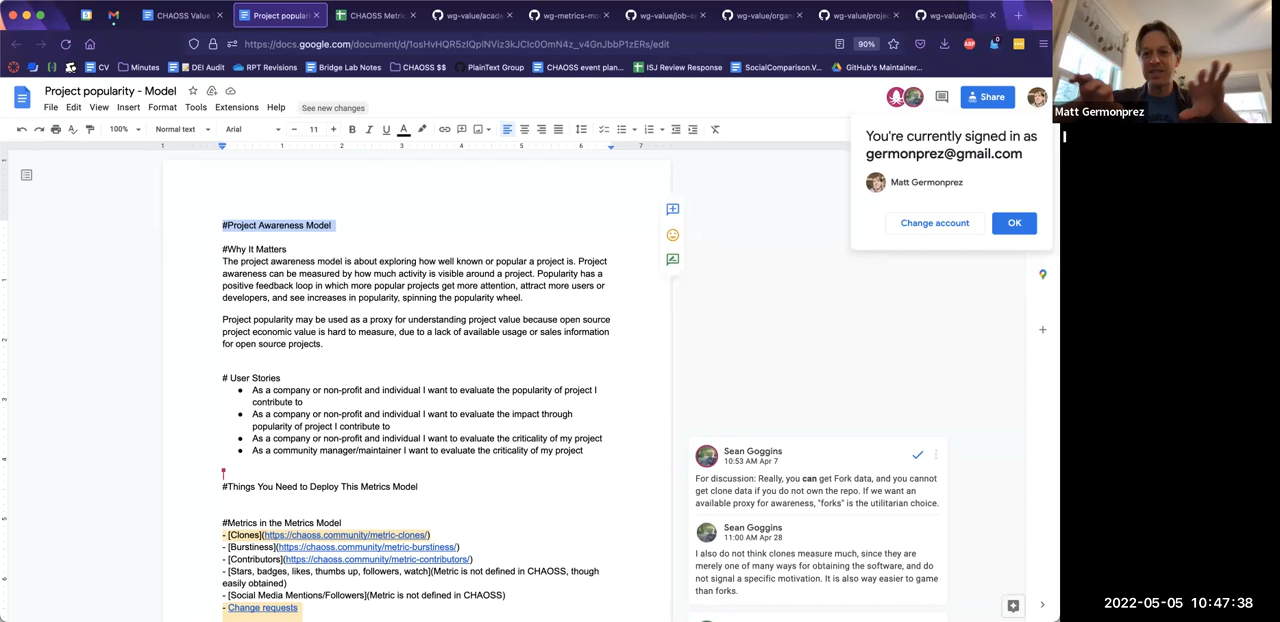 CHAOSS Value
Project popular
CHAOSS Metric
wg-value/acade
wg-metrics-mo
wg-value/job-op
wg-value/organ
wg-value/projec
wg-value/job-op
https://docs.google.com/document/d/1osHvHQR5zIQpINViz3kJClc0OmN4z_v4GnJbbP1zERs/edit
90%
CV
Minutes
DEI Audit
RPT Revisions
Bridge Lab Notes
CHAOSS $$
PlainText Group
CHAOSS event plan...
ISJ Review Response
SocialComparison.V...
GitHub's Maintainer...
Project popularity - Model
File Edit View Insert Format Tools Extensions Help
See new changes
Share
Matt Germonprez
100%
Normal text
Arial
11
You're currently signed in as
germonprez@gmail.com
Matt Germonprez
Change account
OK
#Project Awareness Model
#Why It Matters
The project awareness model is about exploring how well known or popular a project is. Project
awareness can be measured by how much activity is visible around a project. Popularity has a
positive feedback loop in which more popular projects get more attention, attract more users or
developers, and see increases in popularity, spinning the popularity wheel.
Project popularity may be used as a proxy for understanding project value because open source
project economic value is hard to measure, due to a lack of available usage or sales information
for open source projects.
# User Stories
● As a company or non-profit and individual I want to evaluate the popularity of project I
contribute to
● As a company or non-profit and individual I want to evaluate the impact through
popularity of project I contribute to
● As a company or non-profit and individual I want to evaluate the criticality of my project
● As a community manager/maintainer I want to evaluate the criticality of my project
#Things You Need to Deploy This Metrics Model
#Metrics in the Metrics Model
- [Clones](https://chaoss.community/metric-clones/)
- [Burstiness](https://chaoss.community/metric-burstiness/)
- [Contributors](https://chaoss.community/metric-contributors/)
- [Stars, badges, likes, thumbs up, followers, watch](Metric is not defined in CHAOSS, though
easily obtained)
- [Social Media Mentions/Followers](Metric is not defined in CHAOSS)
- Change requests
Sean Goggins
10:53 AM Apr 7
For discussion: Really, you can get Fork data, and you cannot
get clone data if you do not own the repo. If we want an
available proxy for awareness, "forks" is the utilitarian choice.
Sean Goggins
11:00 AM Apr 28
I also do not think clones measure much, since they are
merely one of many ways for obtaining the software, and do
not signal a specific motivation. It is also way easier to game
than forks.
2022-05-05 10:47:38